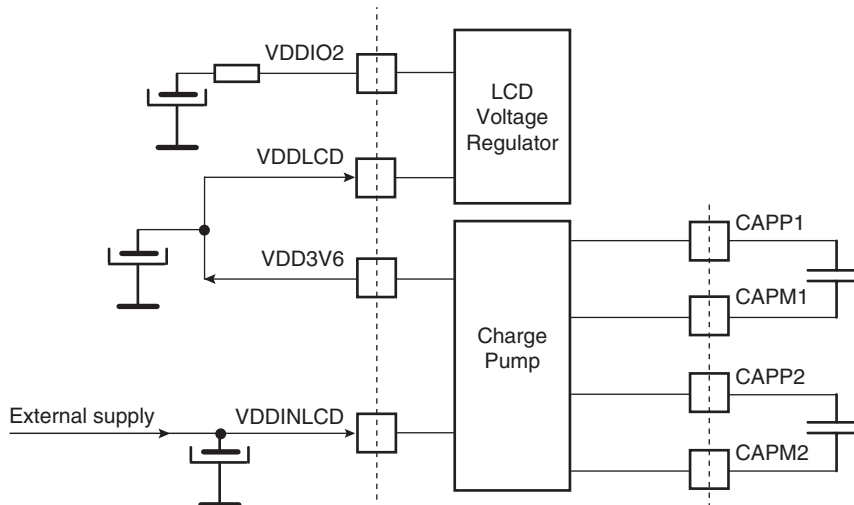 VDDIO2
LCD
Voltage
Regulator
VDDLCD
VDD3V6
Charge
Pump
External supply
VDDINLCD
CAPP1
CAPM1
CAPP2
CAPM2